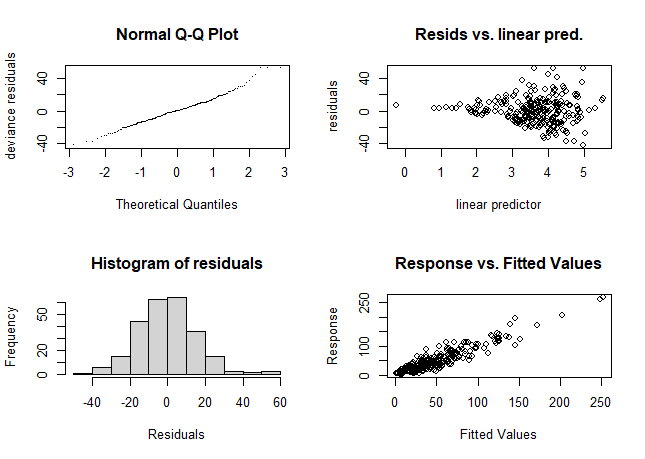 Normal Q-Q Plot
deviance residuals
-40 0 40
-3 -2 -1 0 1 2 3
Theoretical Quantiles
Resids vs. linear pred.
residuals
-40 0 40
0 1 2 3 4 5
linear predictor
Histogram of residuals
Frequency
0 20 50
-40 -20 0 20 40 60
Residuals
Response vs. Fitted Values
Response
0 100 250
0 50 100 150 200 250
Fitted Values